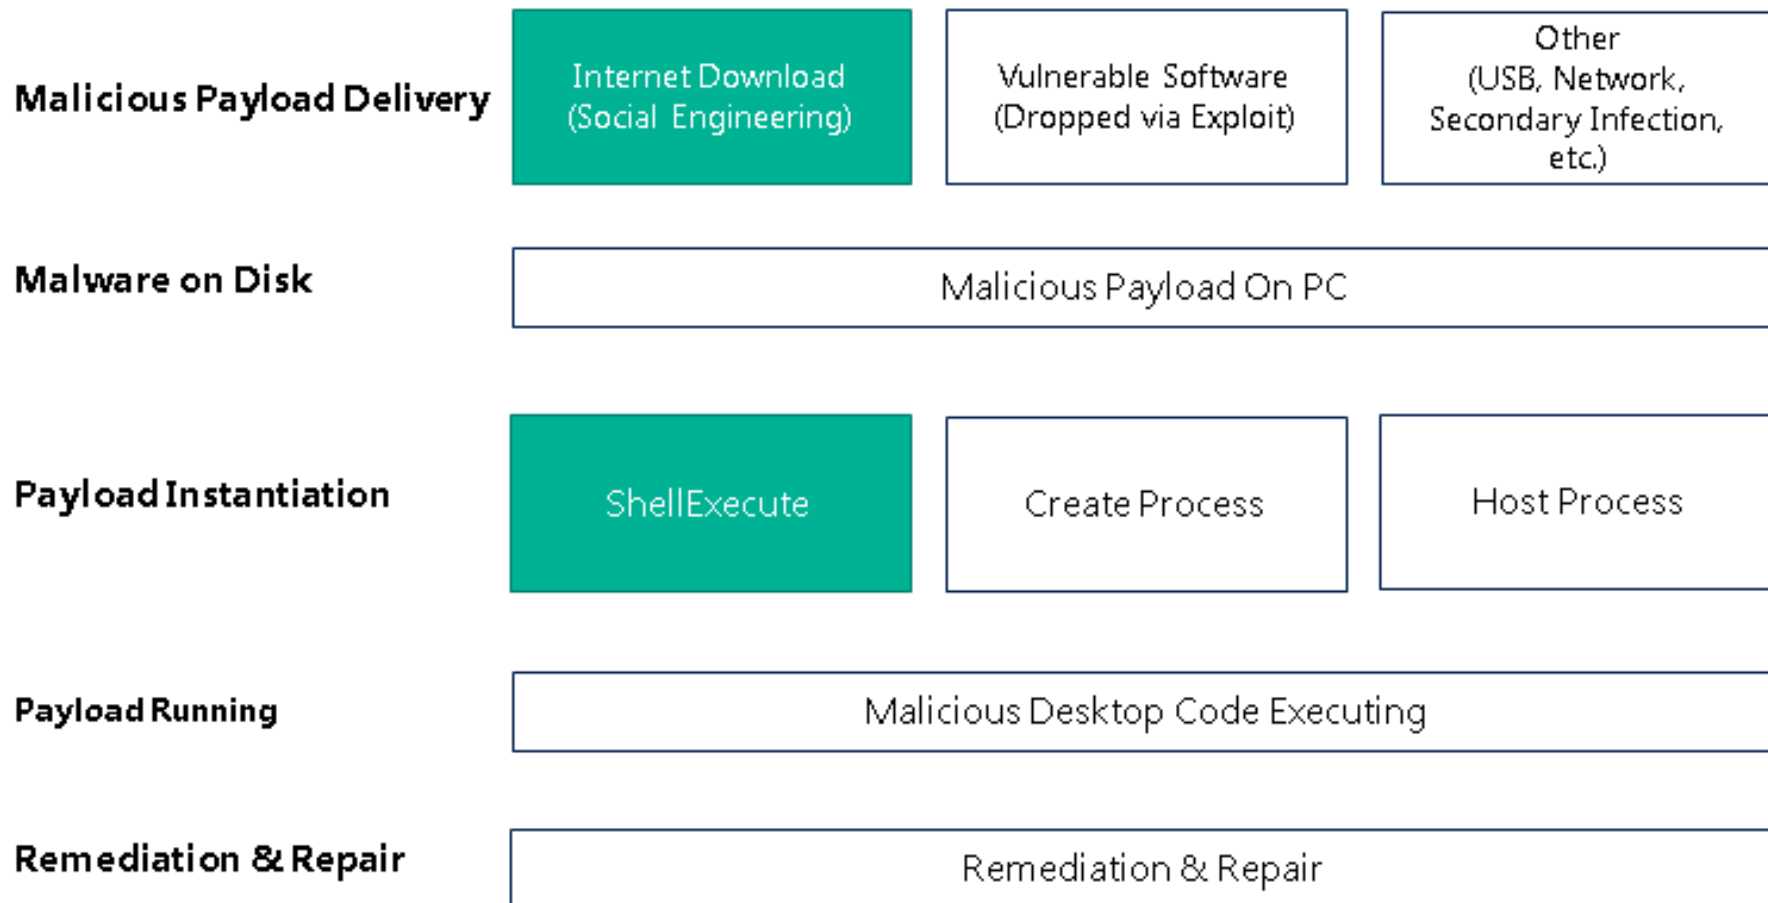 Malicious Payload Delivery
Internet Download
(Social Engineering)
Vulnerable Software
(Dropped via Exploit)
Other
(USB, Network,
Secondary Infection,
etc.)
Malware on Disk
Malicious Payload On PC
Payload Instantiation
ShellExecute
Create Process
Host Process
Payload Running
Malicious Desktop Code Executing
Remediation & Repair
Remediation & Repair